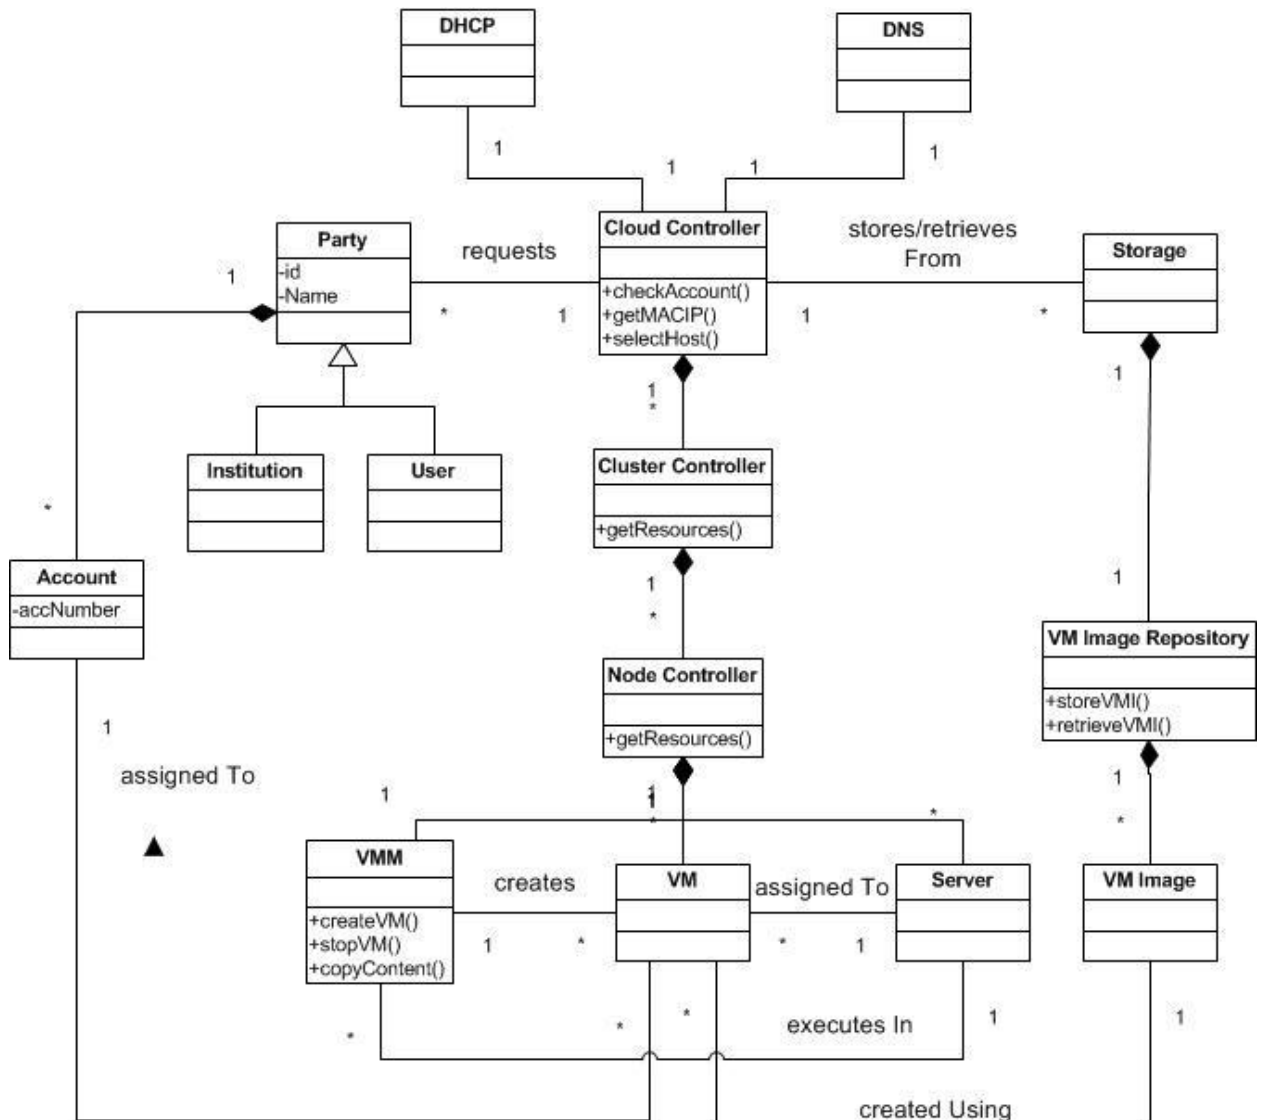 DHCP
DNS
1
1
1
1
Party
-id
-Name
requests
Cloud Controller
+checkAccount()
+getMACIP()
+selectHost()
stores/retrieves
From
Storage
1
*
1
1
*
1
*
1
Institution
User
Cluster Controller
+getResources()
*
Account
-accNumber
1
*
1
Node Controller
+getResources()
VM Image Repository
+storeVMI()
+retrieveVMI()
1
assigned To
1
1
1
*
*
1
*
VMM
+createVM()
+stopVM()
+copyContent()
creates
VM
assigned To
Server
VM Image
1
*
*
1
*
*
*
executes In
1
1
created Using